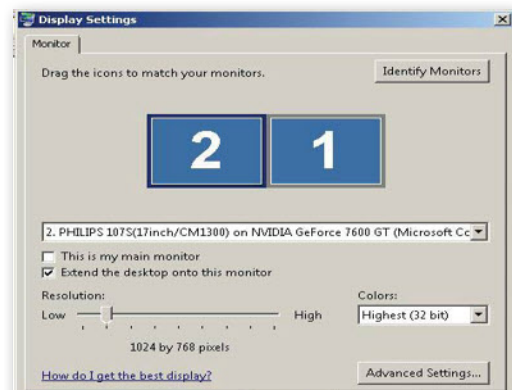 Display Settings
Monitor
Drag the icons to match your monitors.
Identify Monitors
2 1
2. PHILIPS 107S(17inch/CM1300) on NVIDIA GeForce 7600 GT (Microsoft Cc
This is my main monitor
Extend the desktop onto this monitor
Resolution:
Colors:
Low High
Highest (32 bit)
1024 by 768 pixels
How do I get the best display?
Advanced Settings...